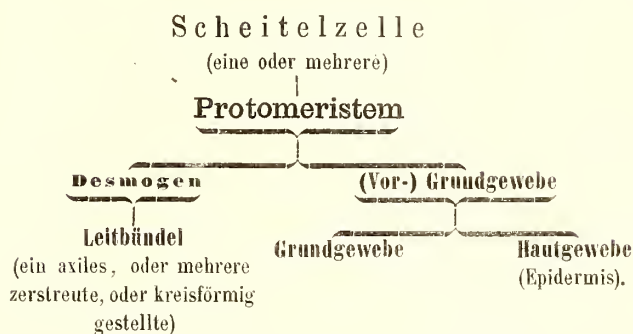 Scheitelzelle
(eine oder mehrere)
Protomeristem
Desmogen
(Vor-) Grundgewebe
Leitbündel
(ein axiles, oder mehrere
zerstreute, oder kreisförmig
gestellte)
Grundgewebe
Hautgewebe
(Epidermis).